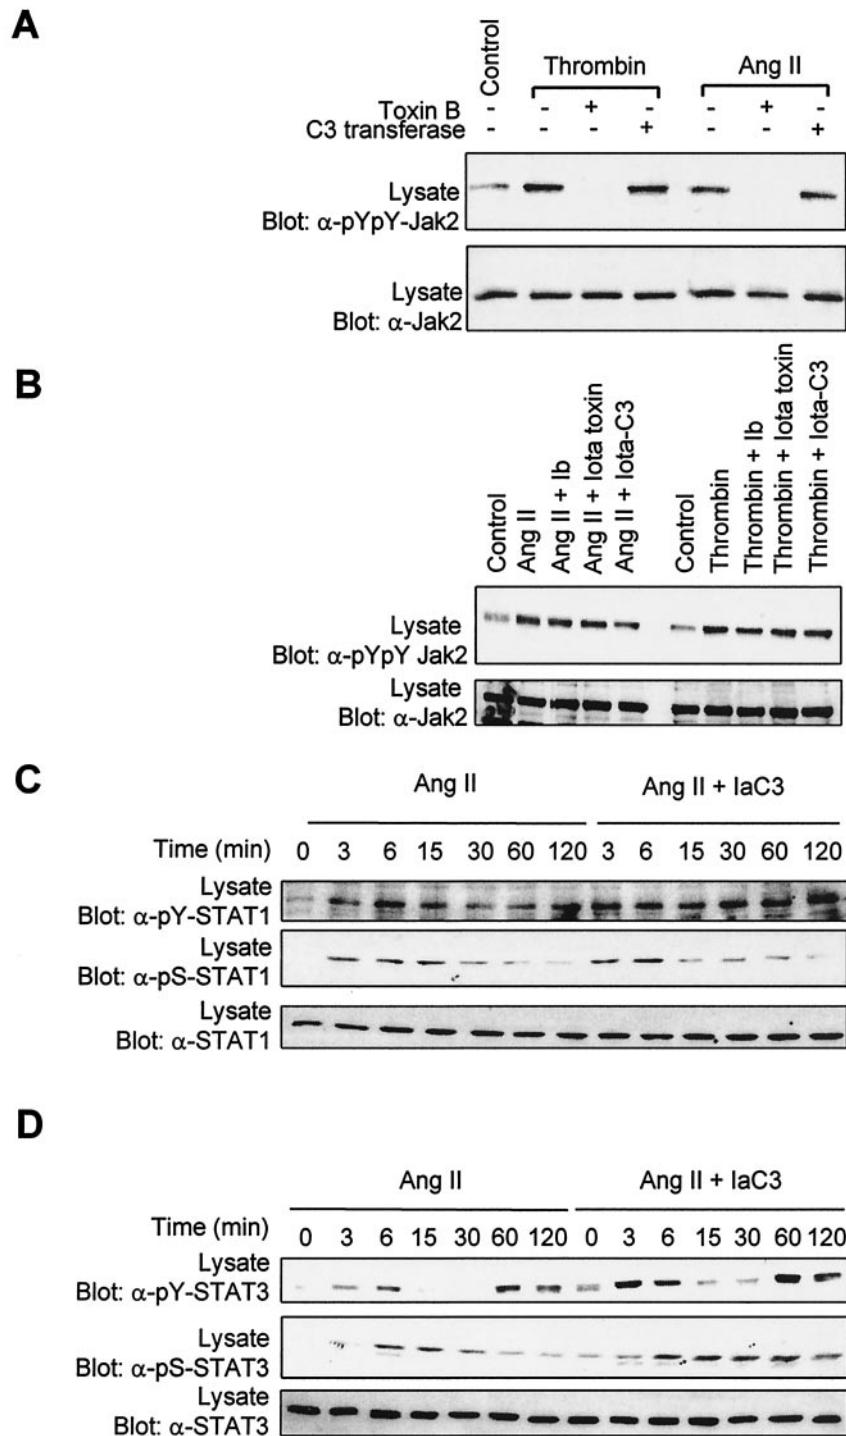 A
Control
Thrombin
Ang II
Toxin B - - + - - + -
C3 transferase - - - + - - +
Lysate
Blot: α-pYpY-Jak2
Lysate
Blot: α-Jak2
B
Control
Ang II
Ang II + Ib
Ang II + Iota toxin
Ang II + Iota-C3
Control
Thrombin
Thrombin + Ib
Thrombin + Iota toxin
Thrombin + Iota-C3
Lysate
Blot: α-pYpY Jak2
Lysate
Blot: α-Jak2
C
Ang II
Ang II + IaC3
Time (min) 0 3 6 15 30 60 120 3 6 15 30 60 120
Lysate
Blot: α-pY-STAT1
Lysate
Blot: α-pS-STAT1
Lysate
Blot: α-STAT1
D
Ang II
Ang II + IaC3
Time (min) 0 3 6 15 30 60 120 0 3 6 15 30 60 120
Lysate
Blot: α-pY-STAT3
Lysate
Blot: α-pS-STAT3
Lysate
Blot: α-STAT3